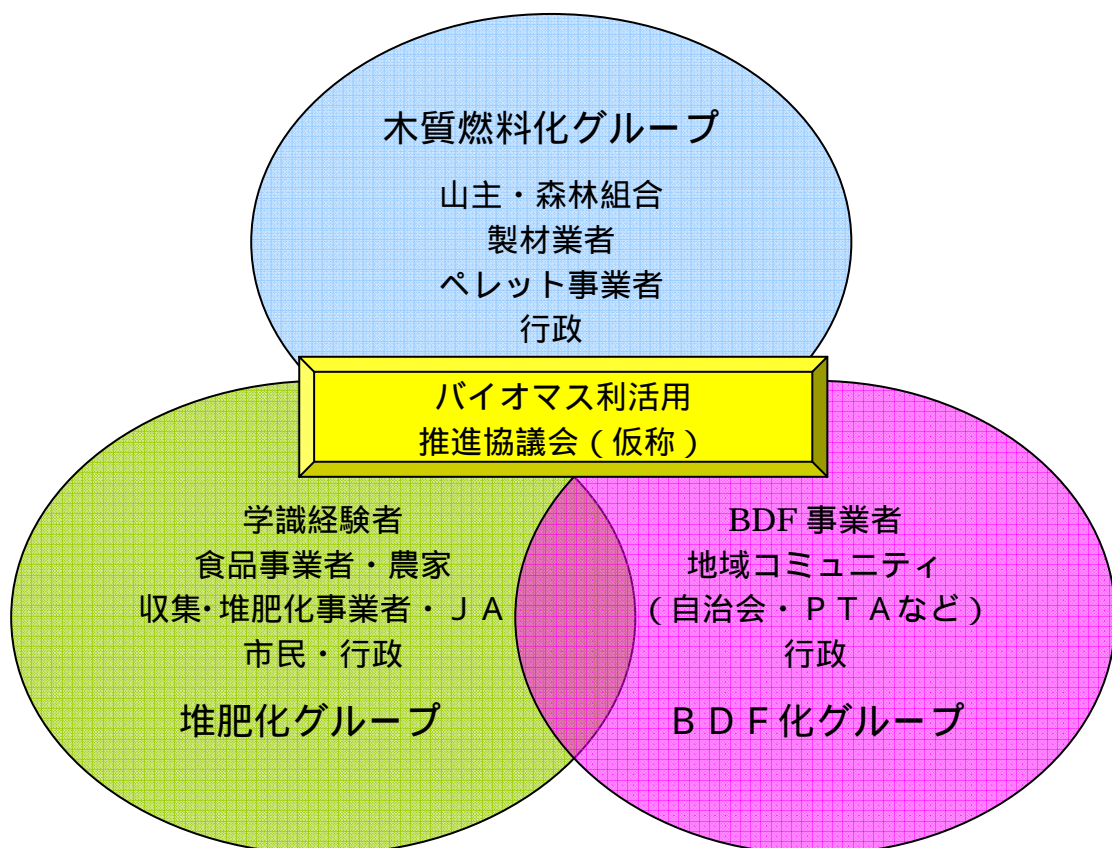 木質燃料化グループ
山主・森林組合
製材業者
ペレット事業者
行政
バイオマス利活用
推進協議会（仮称）
学識経験者
食品事業者・農家
収集・堆肥化事業者・ＪＡ
市民・行政
堆肥化グループ
BDF 事業者
地域コミュニティ
（自治会・ＰＴＡなど）
行政
ＢＤＦ化グループ